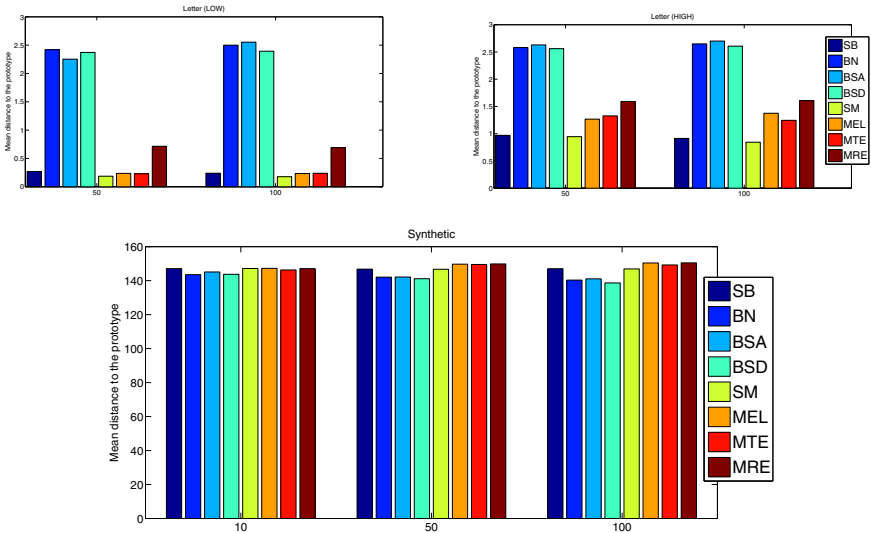 Letter (LOW)
Mean distance to the prototype
3
2.5
2
1.5
1
0.5
0
50
100
Letter (HIGH)
Mean distance to the prototype
3
2.5
2
1.5
1
0.5
0
50
100
SB
BN
BSA
BSD
SM
MEL
MTE
MRE
Synthetic
Mean distance to the prototype
160
140
120
100
80
60
40
20
0
10
50
100
SB
BN
BSA
BSD
SM
MEL
MTE
MRE